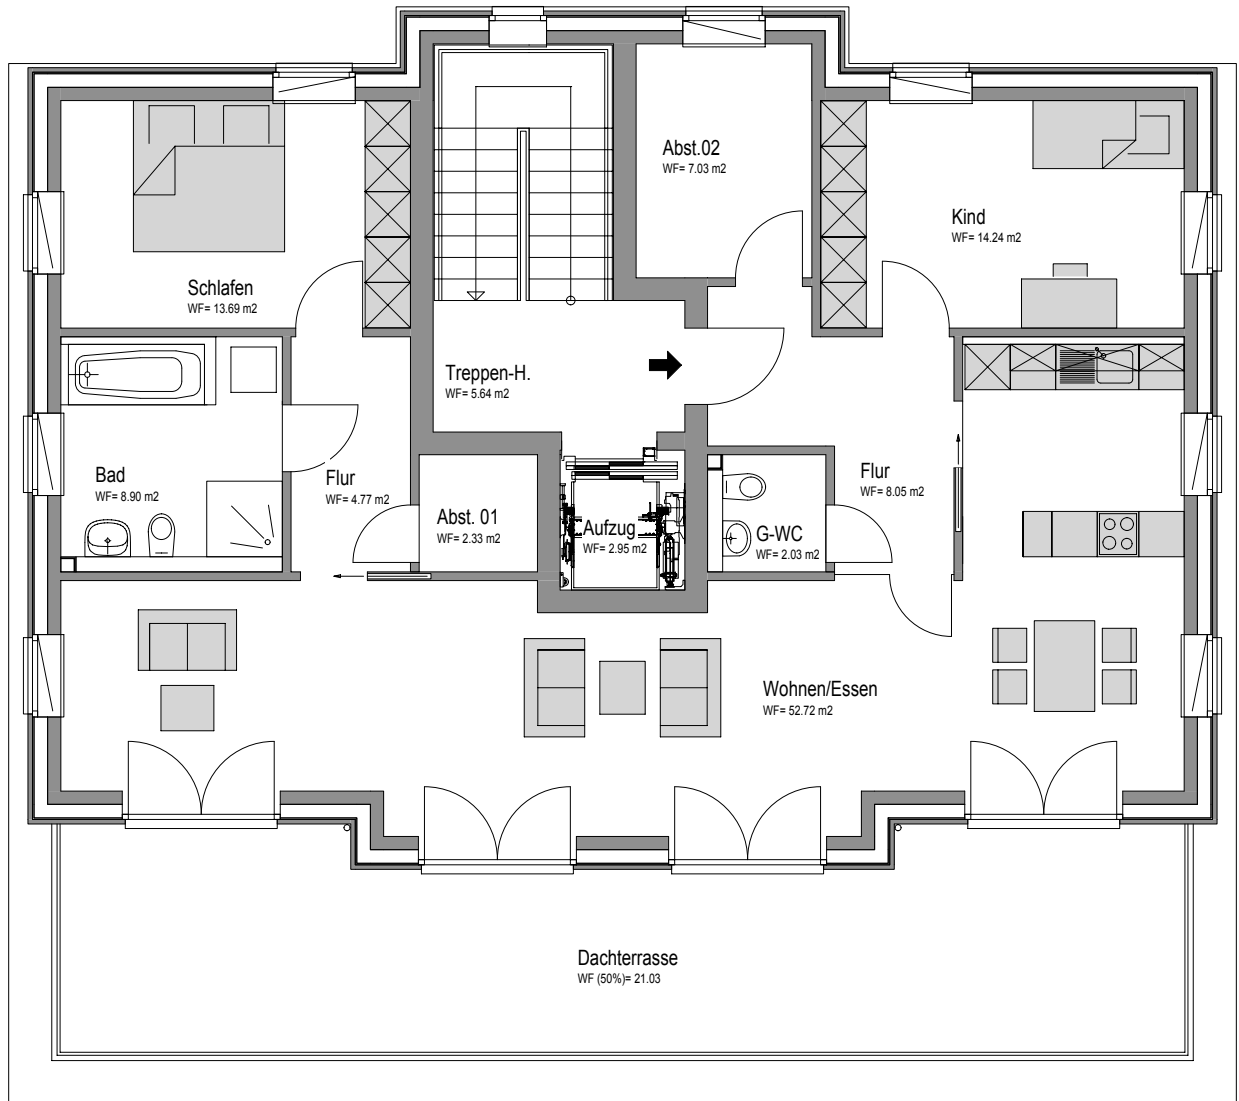 Abst.02
WF= 7.03 m2
Kind
WF= 14.24 m2
Schlafen
WF= 13.69 m2
Treppen-H.
WF= 5.64 m2
Bad
WF= 8.90 m2
Flur
WF= 4.77 m2
Abst. 01
WF= 2.33 m2
Aufzug
WF= 2.95 m2
G-WC
WF= 2.03 m2
Flur
WF= 8.05 m2
Wohnen/Essen
WF= 52.72 m2
Dachterrasse
WF (50%)= 21.03